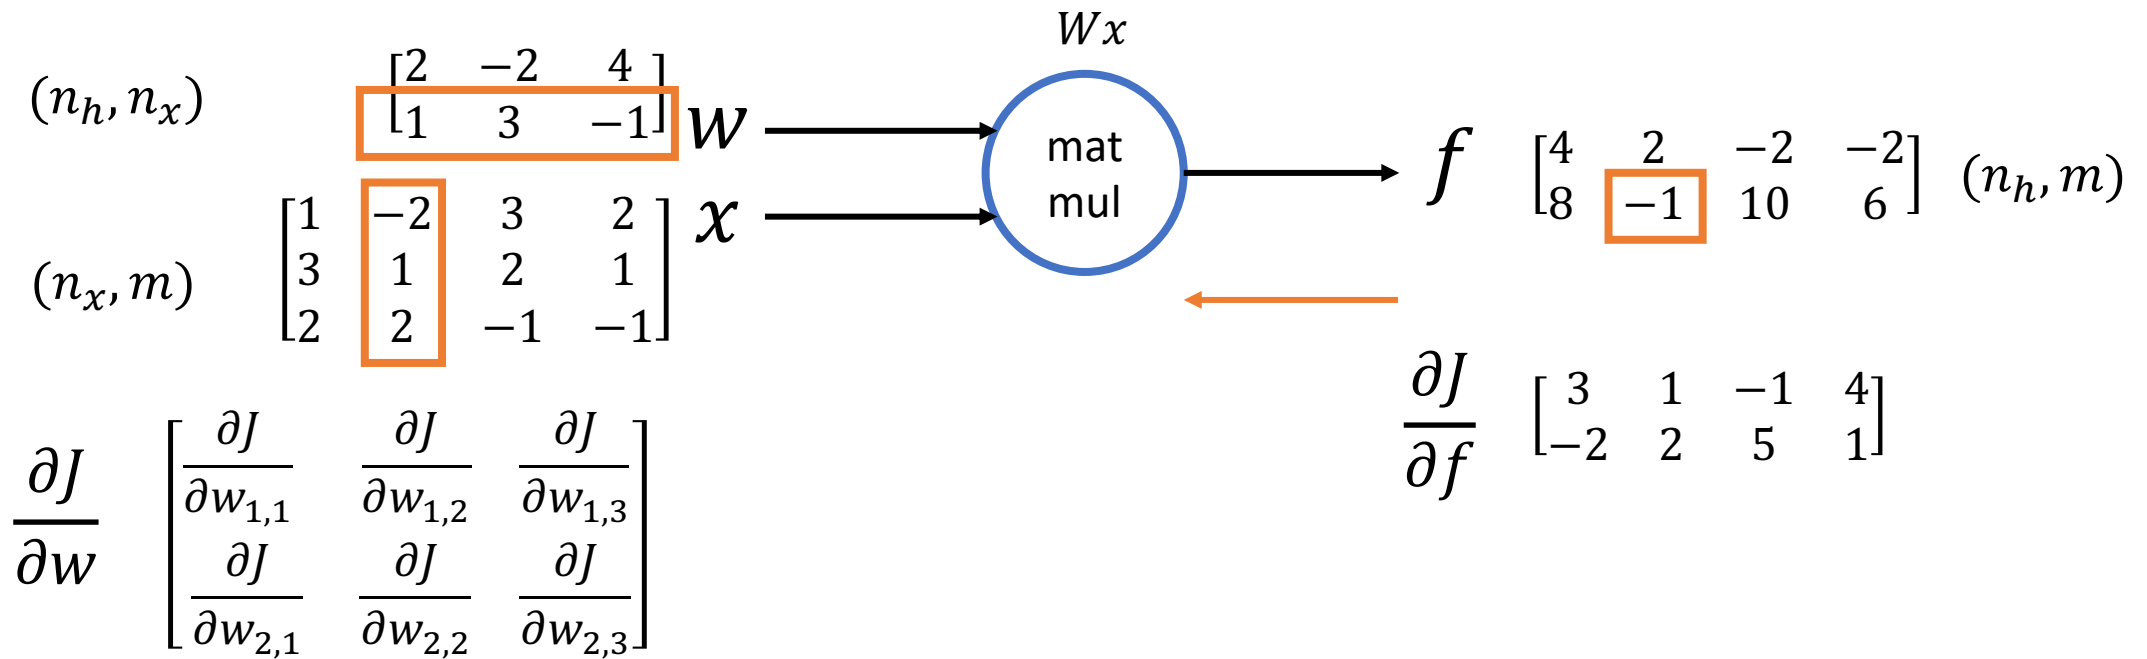 Wx
(n_h, n_x)
[2 −2 4
1 3 −1]
w
mat
mul
f
[4 2 −2 −2
8 −1 10 6]
(n_h, m)
(n_x, m)
[1 −2 3 2
3 1 2 1
2 2 −1 −1]
x
∂J/∂f
[3 1 −1 4
−2 2 5 1]
∂J/∂w
[∂J/∂w_{1,1} ∂J/∂w_{1,2} ∂J/∂w_{1,3}
∂J/∂w_{2,1} ∂J/∂w_{2,2} ∂J/∂w_{2,3}]